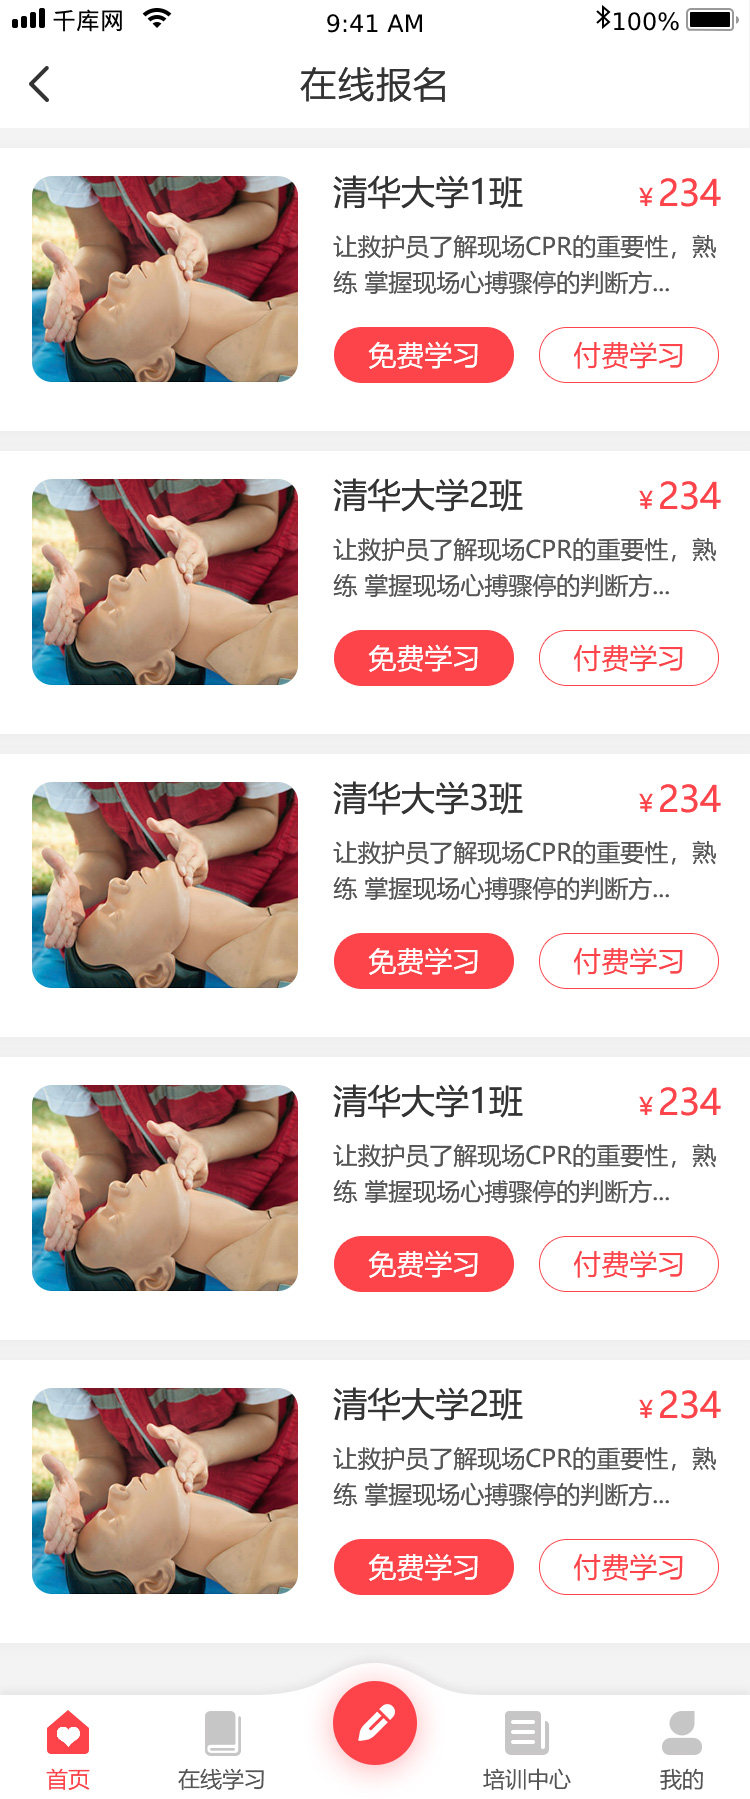 千库网 9:41 AM 100%
在线报名
清华大学1班 ¥234
让救护员了解现场CPR的重要性，熟
练 掌握现场心搏骤停的判断方...
免费学习 付费学习
清华大学2班 ¥234
让救护员了解现场CPR的重要性，熟
练 掌握现场心搏骤停的判断方...
免费学习 付费学习
清华大学3班 ¥234
让救护员了解现场CPR的重要性，熟
练 掌握现场心搏骤停的判断方...
免费学习 付费学习
清华大学1班 ¥234
让救护员了解现场CPR的重要性，熟
练 掌握现场心搏骤停的判断方...
免费学习 付费学习
清华大学2班 ¥234
让救护员了解现场CPR的重要性，熟
练 掌握现场心搏骤停的判断方...
免费学习 付费学习
首页 在线学习 培训中心 我的